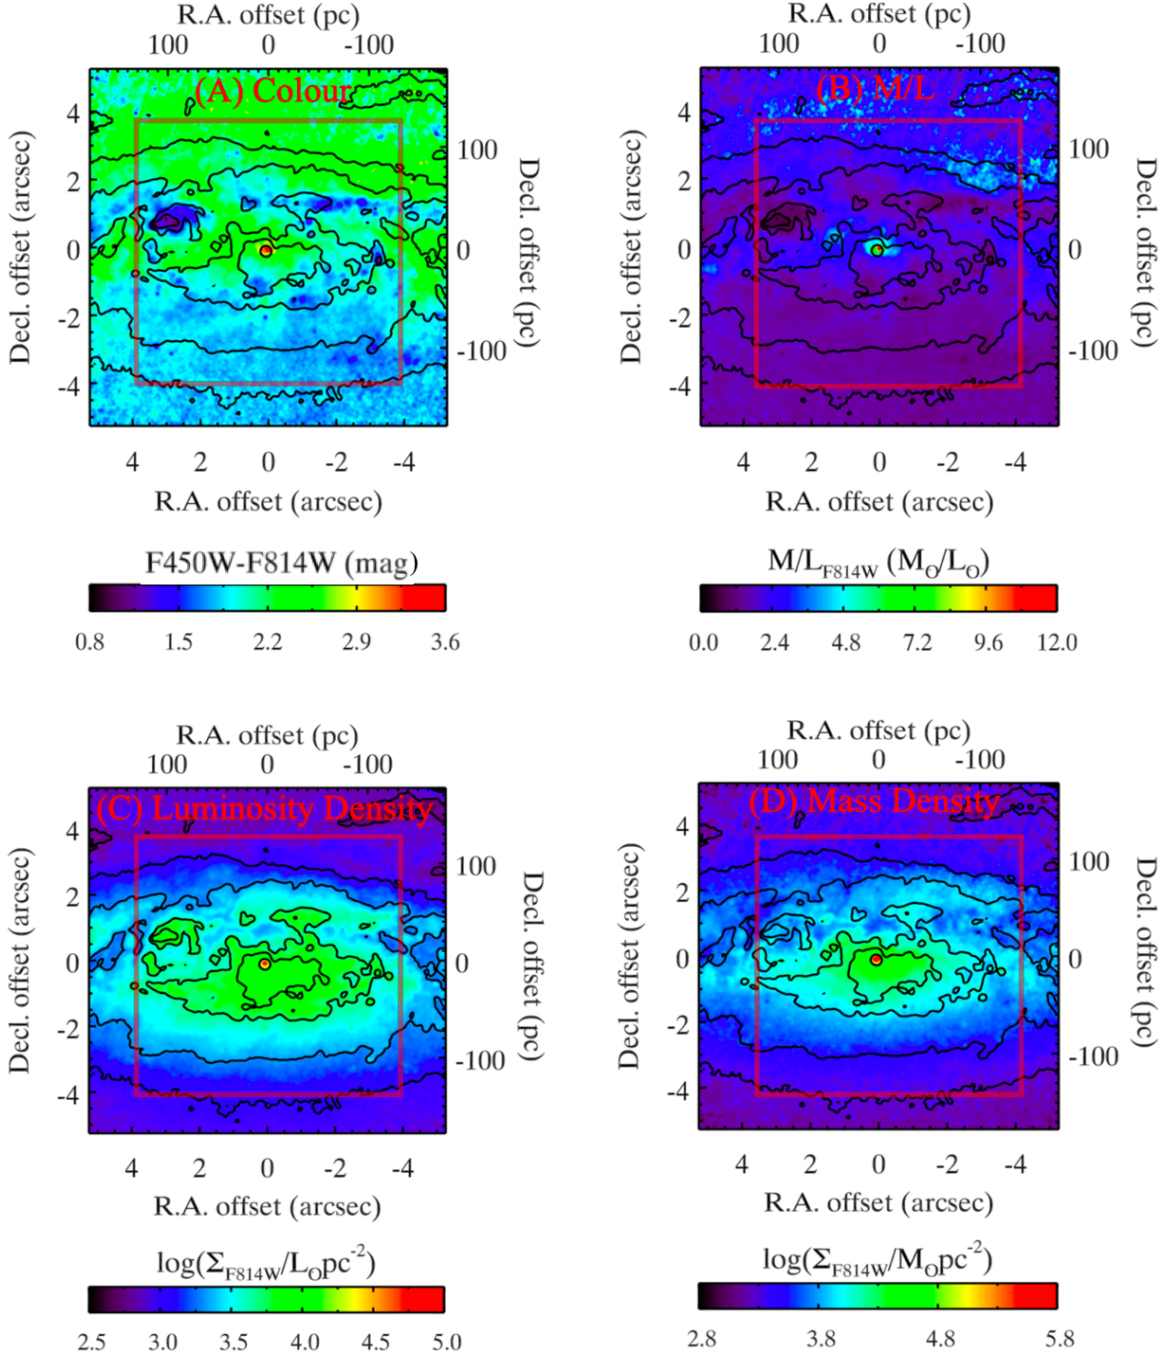 R.A. offset (pc)
100 0 -100
(A) Colour
Decl. offset (arcsec)
4
2
0
-2
-4
100
0
-100
Decl. offset (pc)
4 2 0 -2 -4
R.A. offset (arcsec)
F450W-F814W (mag)
0.8 1.5 2.2 2.9 3.6
R.A. offset (pc)
100 0 -100
(B) M/L
Decl. offset (arcsec)
4
2
0
-2
-4
100
0
-100
Decl. offset (pc)
4 2 0 -2 -4
R.A. offset (arcsec)
M/L_F814W (M_O/L_O)
0.0 2.4 4.8 7.2 9.6 12.0
R.A. offset (pc)
100 0 -100
(C) Luminosity Density
Decl. offset (arcsec)
4
2
0
-2
-4
100
0
-100
Decl. offset (pc)
4 2 0 -2 -4
R.A. offset (arcsec)
log(Σ_F814W/L_O pc^-2)
2.5 3.0 3.5 4.0 4.5 5.0
R.A. offset (pc)
100 0 -100
(D) Mass Density
Decl. offset (arcsec)
4
2
0
-2
-4
100
0
-100
Decl. offset (pc)
4 2 0 -2 -4
R.A. offset (arcsec)
log(Σ_F814W/M_O pc^-2)
2.8 3.8 4.8 5.8